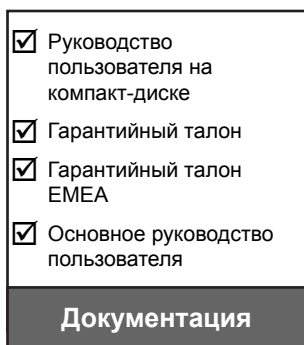 Руководство
пользователя на
компакт-диске
Гарантийный талон
Гарантийный талон
EMEA
Основное руководство
пользователя
Документация